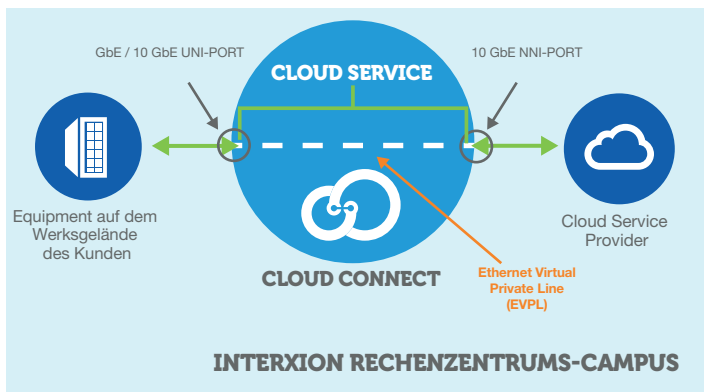 GbE / 10 GbE UNI-PORT
10 GbE NNI-PORT
CLOUD SERVICE
Equipment auf dem
Werksgelände
des Kunden
Cloud Service
Provider
CLOUD CONNECT
Ethernet Virtual
Private Line
(EVPL)
INTERXION RECHENZENTRUMS-CAMPUS